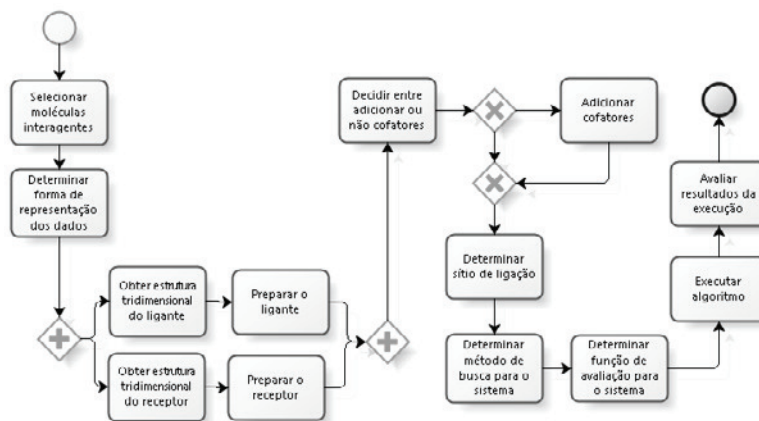 Selecionar
moléculas
interagentes
Determinar
forma de
representação
dos dados
Obter estrutura
tridimensional
do ligante
Preparar o
ligante
Obter estrutura
tridimensional
do receptor
Preparar o
receptor
Decidir entre
adicionar ou
não cofatores
Adicionar
cofatores
Determinar
sítio de ligação
Determinar
método de
busca para o
sistema
Determinar
função de
avaliação para
o sistema
Executar
algoritmo
Avaliar
resultados da
execução